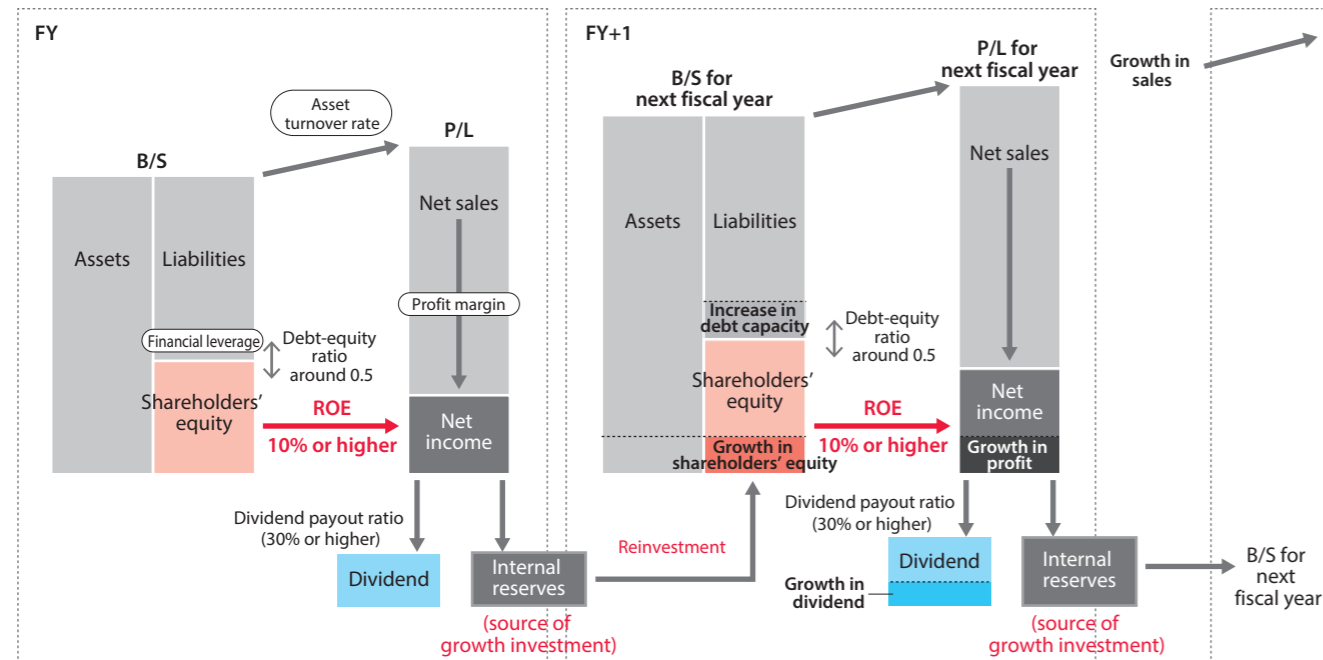 FY
Asset
turnover rate
B/S
P/L
Assets
Liabilities
Net sales
Profit margin
Financial leverage
Debt-equity
ratio
around 0.5
Shareholders'
equity
ROE
10% or higher
Net
income
Dividend payout ratio
(30% or higher)
Dividend
Internal
reserves
(source of
growth investment)
Reinvestment
FY+1
B/S for
next fiscal year
P/L for
next fiscal year
Assets
Liabilities
Net sales
Increase in
debt capacity
Debt-equity
ratio
around 0.5
Shareholders'
equity
Growth in
shareholders' equity
ROE
10% or higher
Net
income
Growth in
profit
Dividend payout ratio
(30% or higher)
Dividend
Growth in
dividend
Internal
reserves
(source of
growth investment)
Growth in
sales
B/S for
next
fiscal year